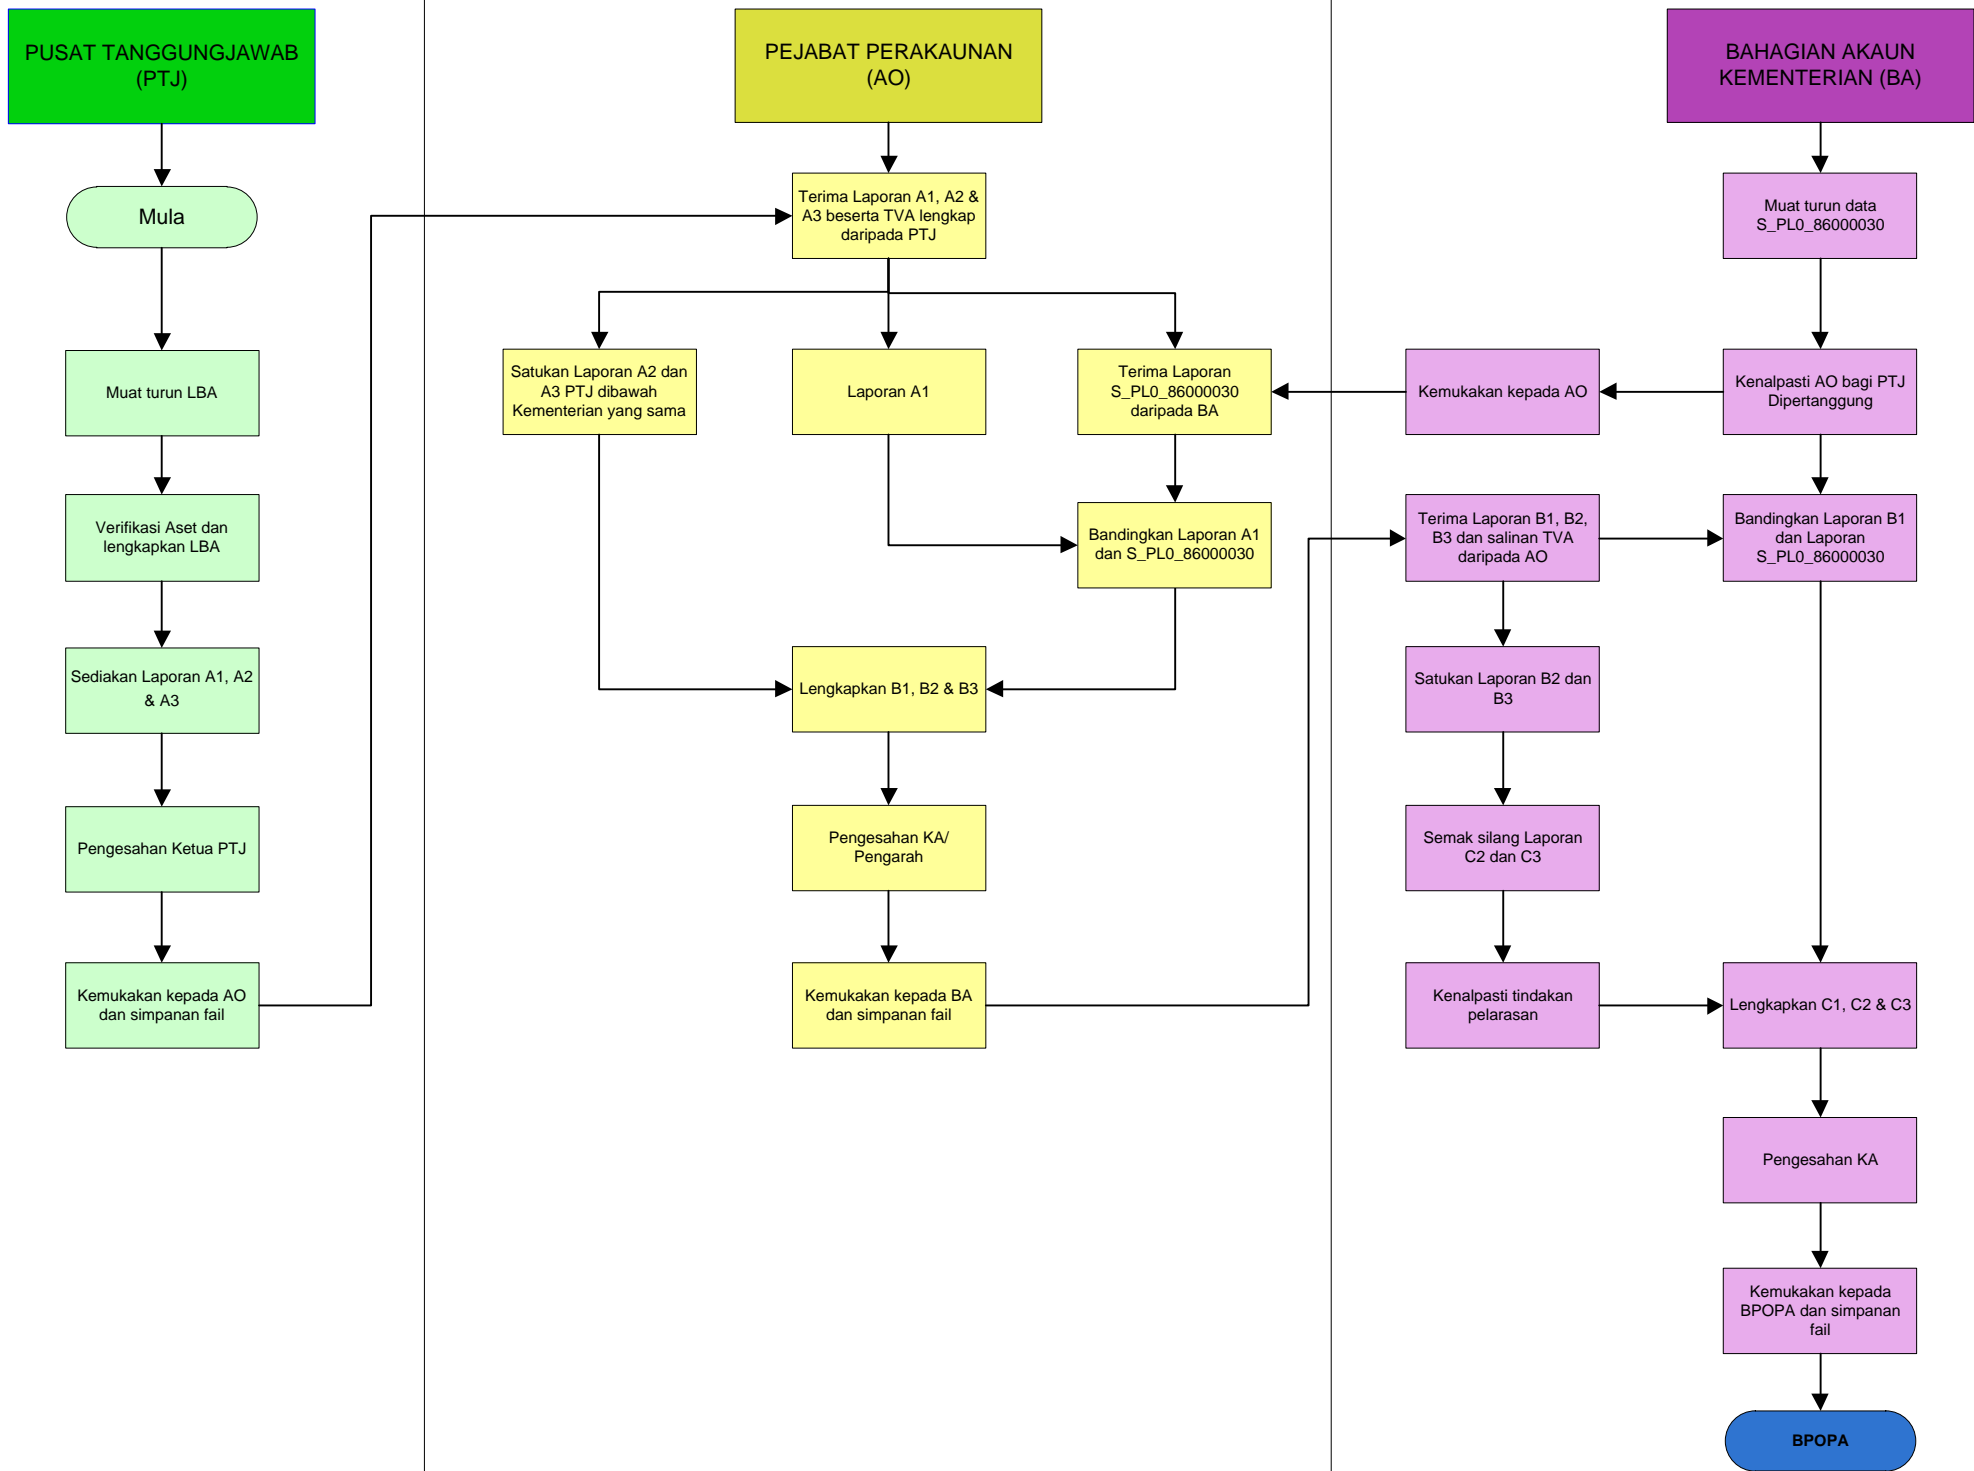 PUSAT TANGGUNGJAWAB
(PTJ)
Mula
Muat turun LBA
Verifikasi Aset dan
lengkapkan LBA
Sediakan Laporan A1, A2
& A3
Pengesahan Ketua PTJ
Kemukakan kepada AO
dan simpanan fail
PEJABAT PERAKAUNAN
(AO)
Terima Laporan A1, A2 &
A3 beserta TVA lengkap
daripada PTJ
Satukan Laporan A2 dan
A3 PTJ dibawah
Kementerian yang sama
Laporan A1
Terima Laporan
S_PL0_86000030
daripada BA
Bandingkan Laporan A1
dan S_PL0_86000030
Lengkapkan B1, B2 & B3
Pengesahan KA/
Pengarah
Kemukakan kepada BA
dan simpanan fail
BAHAGIAN AKAUN
KEMENTERIAN (BA)
Muat turun data
S_PL0_86000030
Kemukakan kepada AO
Kenalpasti AO bagi PTJ
Dipertanggung
Terima Laporan B1, B2,
B3 dan salinan TVA
daripada AO
Bandingkan Laporan B1
dan Laporan
S_PL0_86000030
Satukan Laporan B2 dan
B3
Semak silang Laporan
C2 dan C3
Kenalpasti tindakan
pelarasan
Lengkapkan C1, C2 & C3
Pengesahan KA
Kemukakan kepada
BPOPA dan simpanan
fail
BPOPA